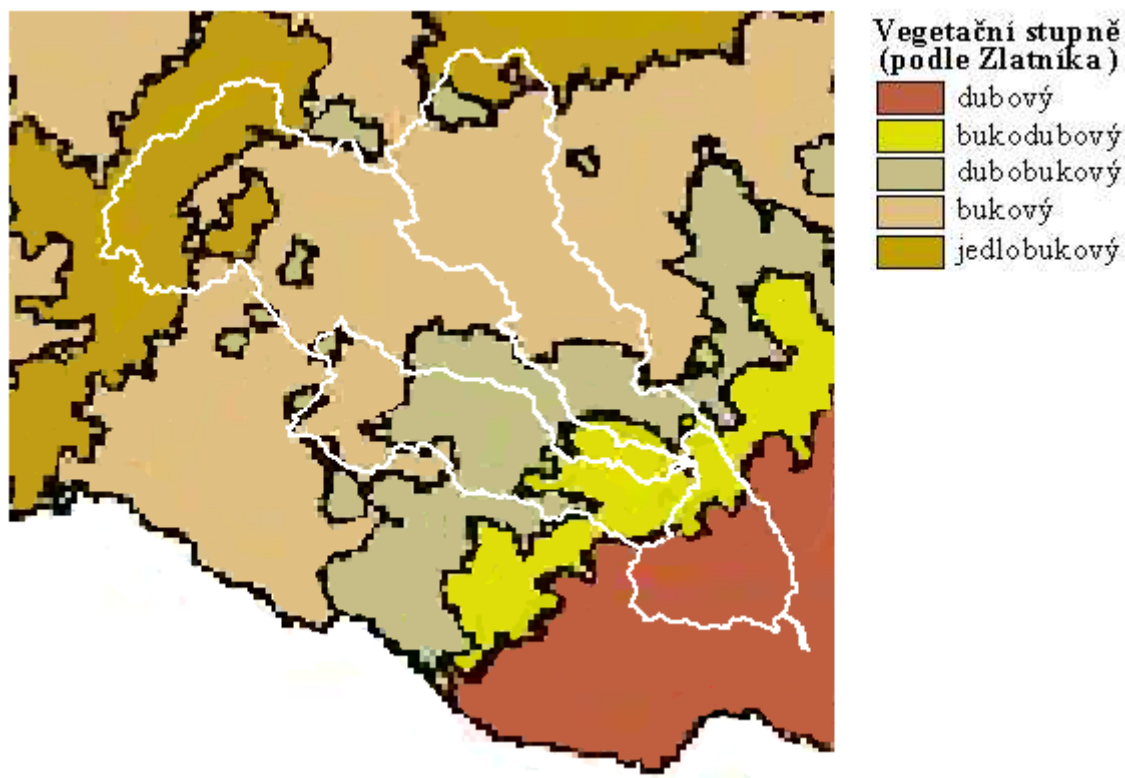 Vegetační stupně
(podle Zlatníka)
dubový
bukodubový
dubobukový
bukový
jedlobukový